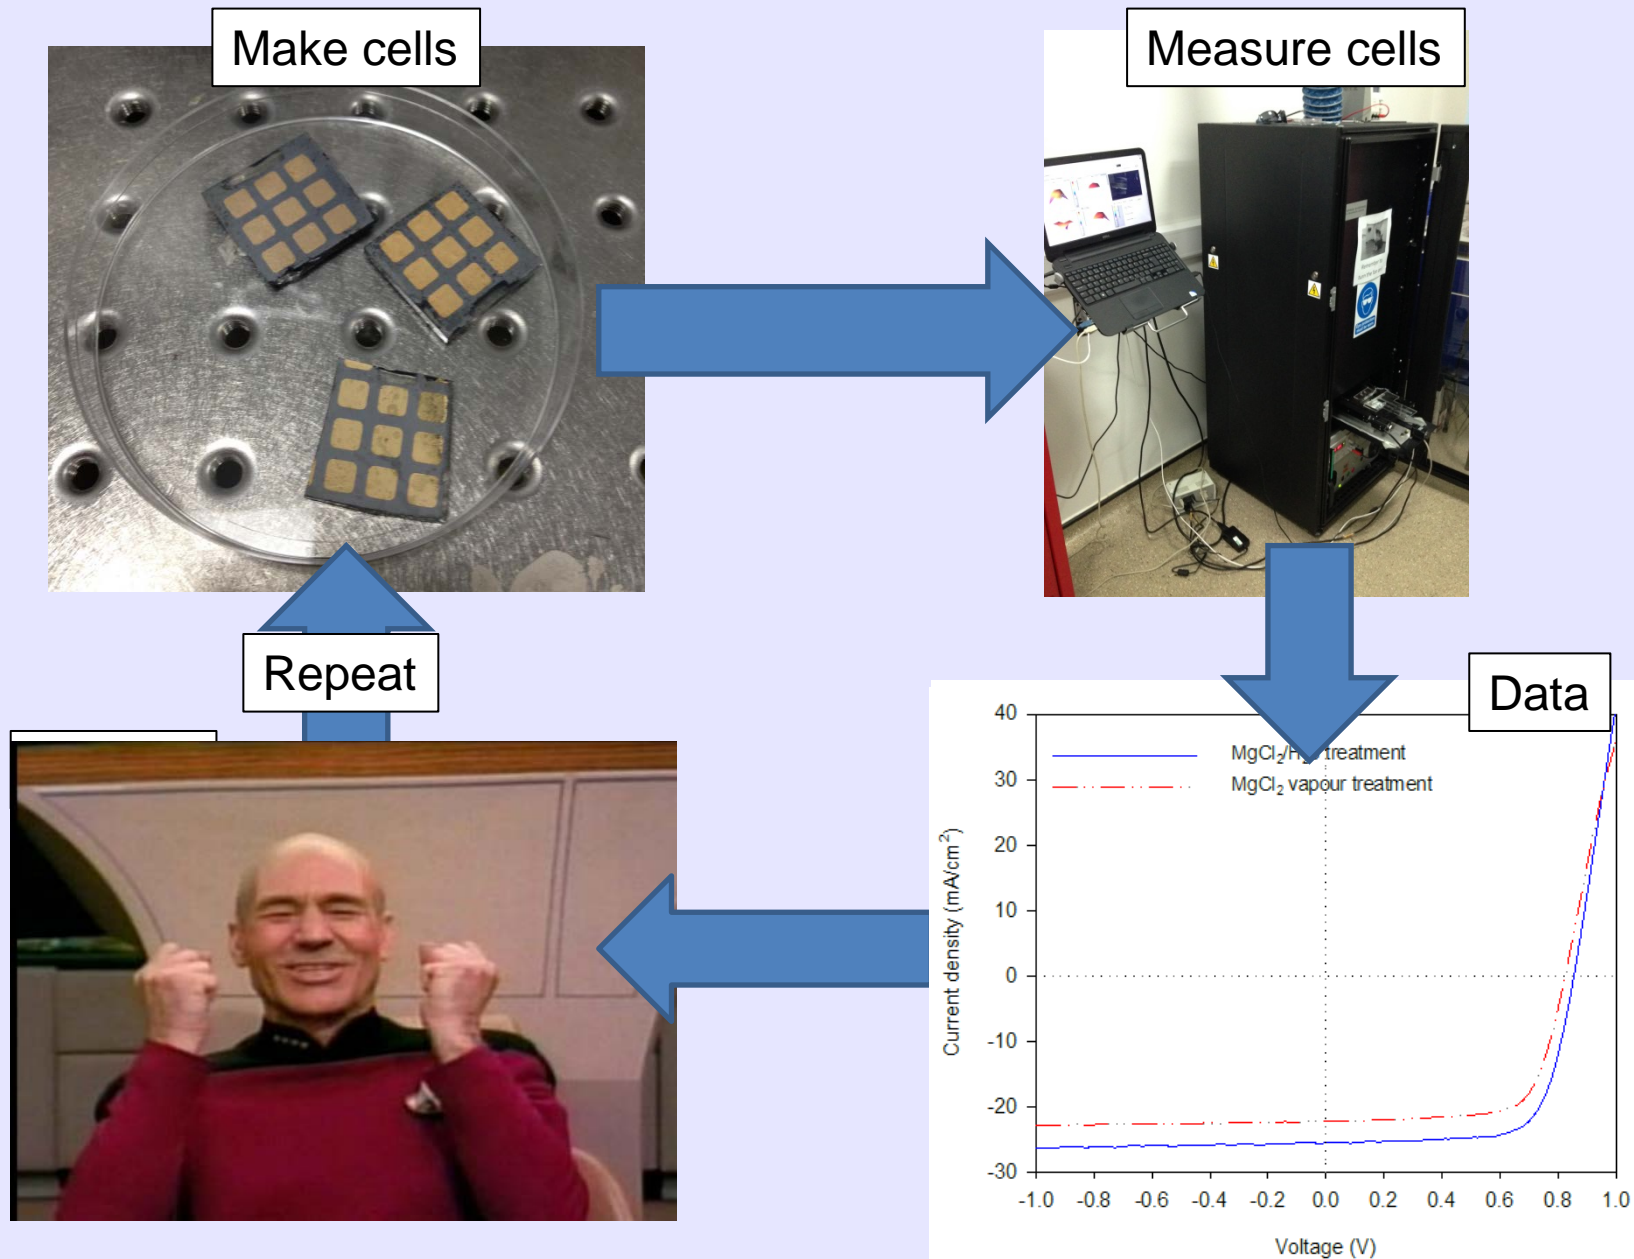 Make cells
Measure cells
Repeat
Data
MgCl₂/H₂ treatment
MgCl₂ vapour treatment
Current density (mA/cm²)
40
30
20
10
0
-10
-20
-30
-1.0 -0.8 -0.6 -0.4 -0.2 0.0 0.2 0.4 0.6 0.8 1.0
Voltage (V)